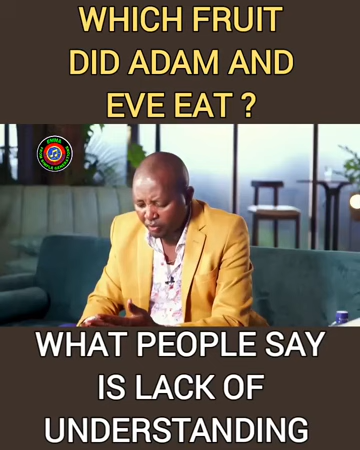 WHICH FRUIT
DID ADAM AND
EVE EAT ?
WHAT PEOPLE SAY
IS LACK OF
UNDERSTANDING